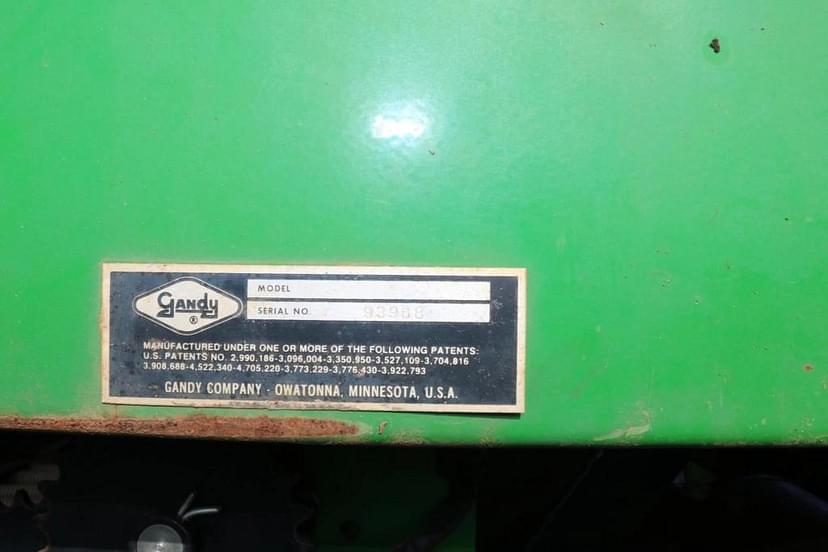 Gandy ®
MODEL
SERIAL NO. 93968
MANUFACTURED UNDER ONE OR MORE OF THE FOLLOWING PATENTS:
U.S. PATENTS NO. 2,990,186-3,096,004-3,350,950-3,527,109-3,704,816
3,908,688-4,522,340-4,705,220-3,773,229-3,776,430-3,922,793
GANDY COMPANY - OWATONNA, MINNESOTA, U.S.A.